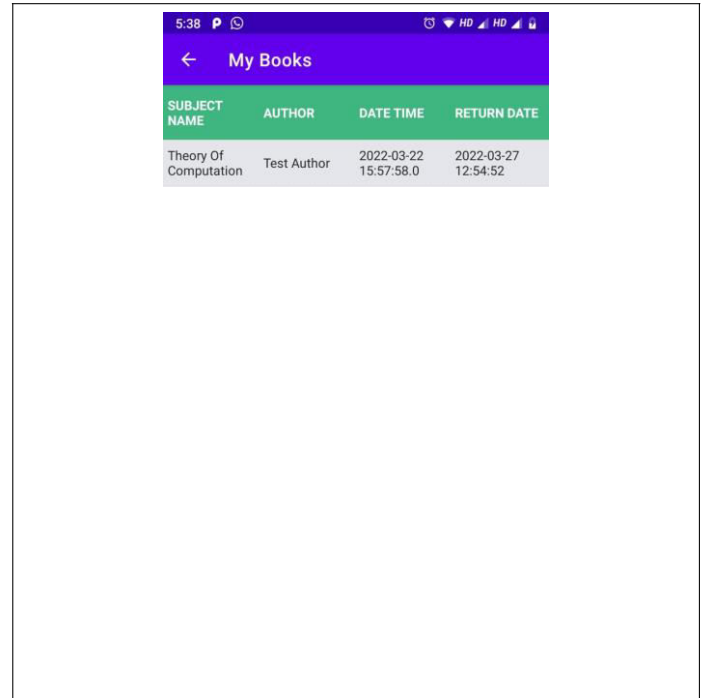 5:38 P HD HD
My Books
SUBJECT NAME AUTHOR DATE TIME RETURN DATE
Theory Of Computation Test Author 2022-03-22 15:57:58.0 2022-03-27 12:54:52